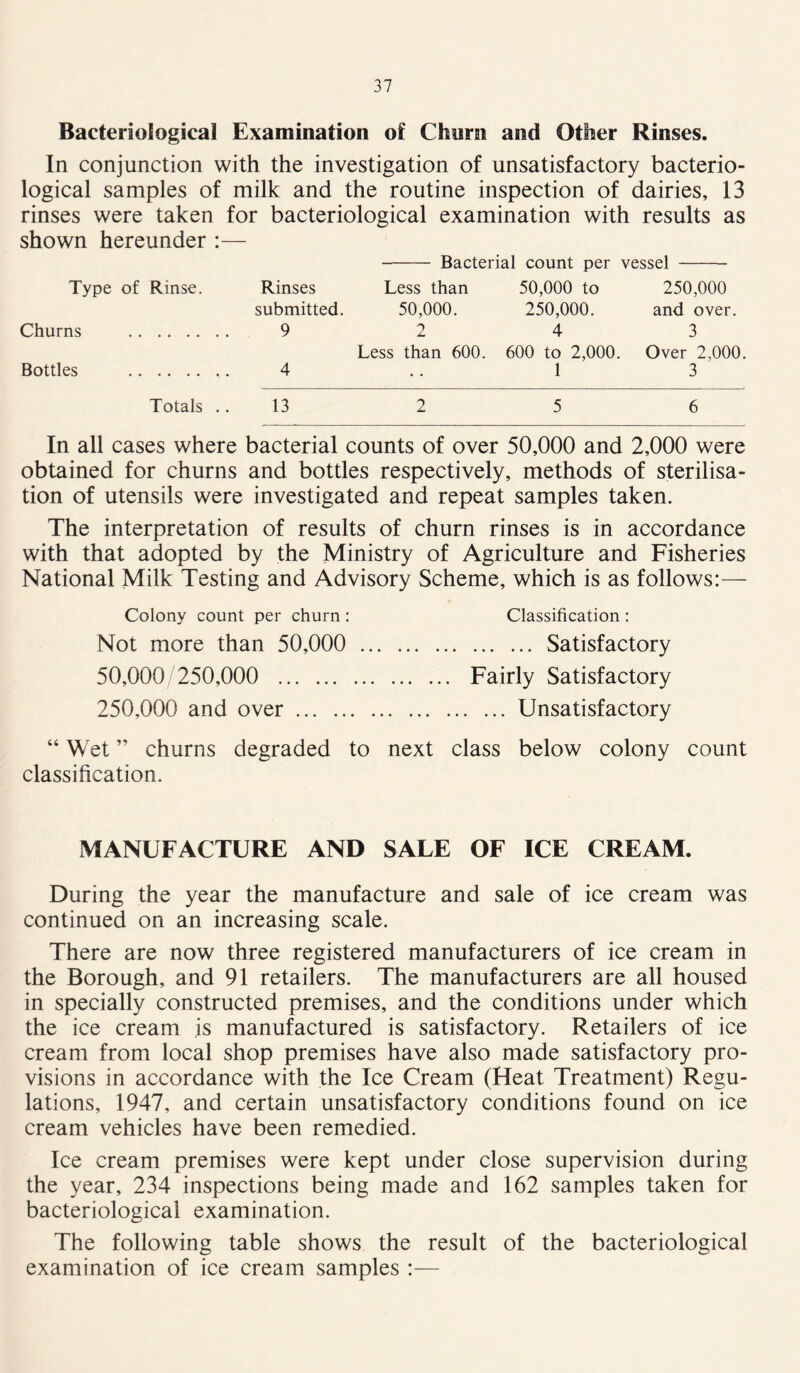 37
Bacteriological Examination of Churn and Other Rinses.
In conjunction with the investigation of unsatisfactory bacterio-
logical samples of milk and the routine inspection of dairies, 13
rinses were taken for bacteriological examination with results as
shown hereunder :—
—— Bacterial count per vessel ——
Type of Rinse. Rinses Less than 50,000 to 250,000
submitted. 50,000. 250,000. and over.
Churns .. .. .. .. 9 2 4 3
Less than 600. 600 to 2,000. Over 2,000.
Bottles .. .. .. .. 4 .. 1 3
Totals .. 13 2 5 6
In all cases where bacterial counts of over 50,000 and 2,000 were
obtained for churns and bottles respectively, methods of sterilisa-
tion of utensils were investigated and repeat samples taken.
The interpretation of results of churn rinses is in accordance
with that adopted by the Ministry of Agriculture and Fisheries
National Milk Testing and Advisory Scheme, which is as follows:—
Colony count per churn : Classification :
Not more than 50,000 ... ... ... ... ... Satisfactory
50,000/250,000 ... ... ... ... ... Fairly Satisfactory
250,000 and over ... ... ... ... ... ... Unsatisfactory
“ Wet ” churns degraded to next class below colony count
classification.
MANUFACTURE AND SALE OF ICE CREAM.
During the year the manufacture and sale of ice cream was
continued on an increasing scale.
There are now three registered manufacturers of ice cream in
the Borough, and 91 retailers. The manufacturers are all housed
in specially constructed premises, and the conditions under which
the ice cream is manufactured is satisfactory. Retailers of ice
cream from local shop premises have also made satisfactory pro-
visions in accordance with the Ice Cream (Heat Treatment) Regu-
lations, 1947, and certain unsatisfactory conditions found on ice
cream vehicles have been remedied.
Ice cream premises were kept under close supervision during
the year, 234 inspections being made and 162 samples taken for
bacteriological examination.
The following table shows the result of the bacteriological
examination of ice cream samples :—